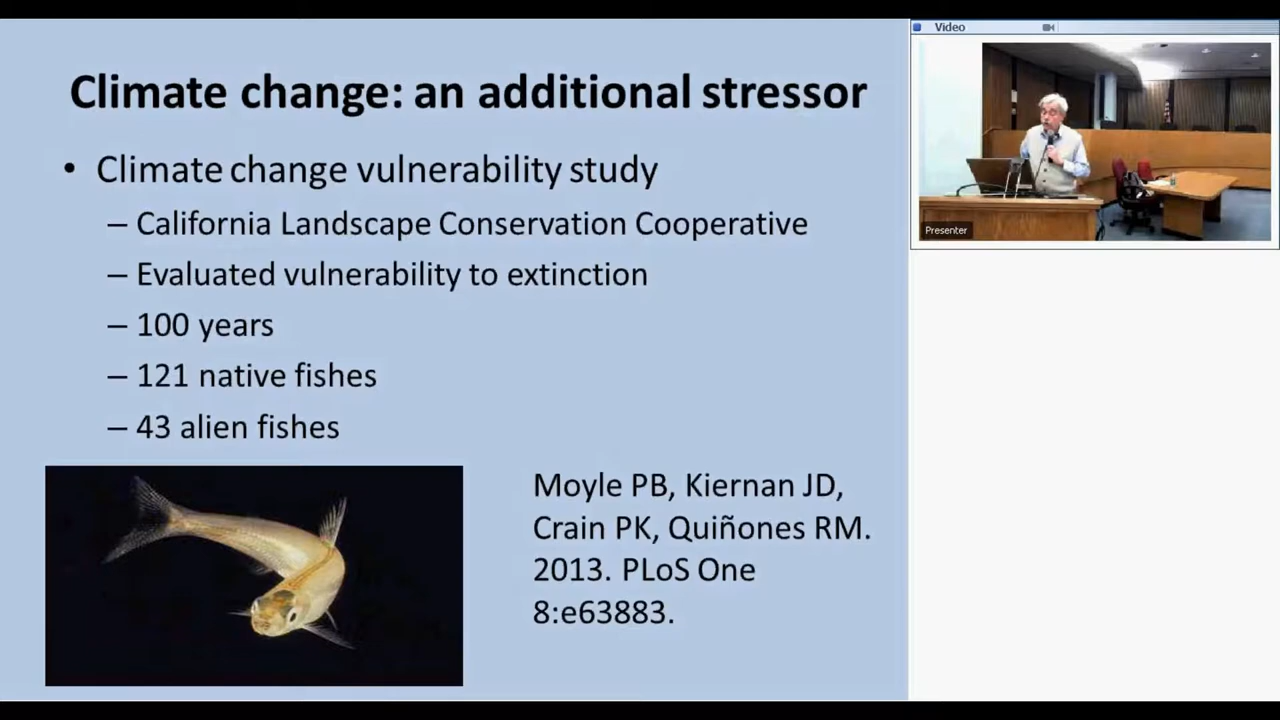 Climate change: an additional stressor
• Climate change vulnerability study
– California Landscape Conservation Cooperative
– Evaluated vulnerability to extinction
– 100 years
– 121 native fishes
– 43 alien fishes
Moyle PB, Kiernan JD,
Crain PK, Quiñones RM.
2013. PLoS One
8:e63883.
Video
Presenter